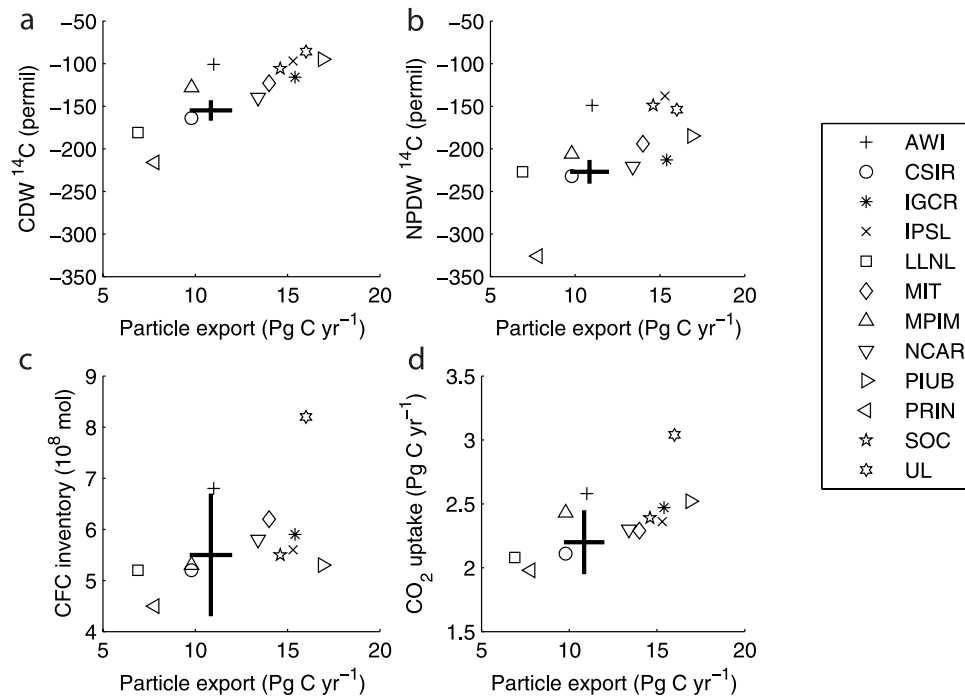 a
−50
−100
−150
−200
−250
−300
−350
CDW ¹⁴C (permil)
5 10 15 20
Particle export (Pg C yr⁻¹)
b
−50
−100
−150
−200
−250
−300
−350
NPDW ¹⁴C (permil)
5 10 15 20
Particle export (Pg C yr⁻¹)
c
9
8
7
6
5
4
CFC inventory (10⁸ mol)
5 10 15 20
Particle export (Pg C yr⁻¹)
d
3.5
3
2.5
2
1.5
CO₂ uptake (Pg C yr⁻¹)
5 10 15 20
Particle export (Pg C yr⁻¹)
AWI
CSIR
IGCR
IPSL
LLNL
MIT
MPIM
NCAR
PIUB
PRIN
SOC
UL